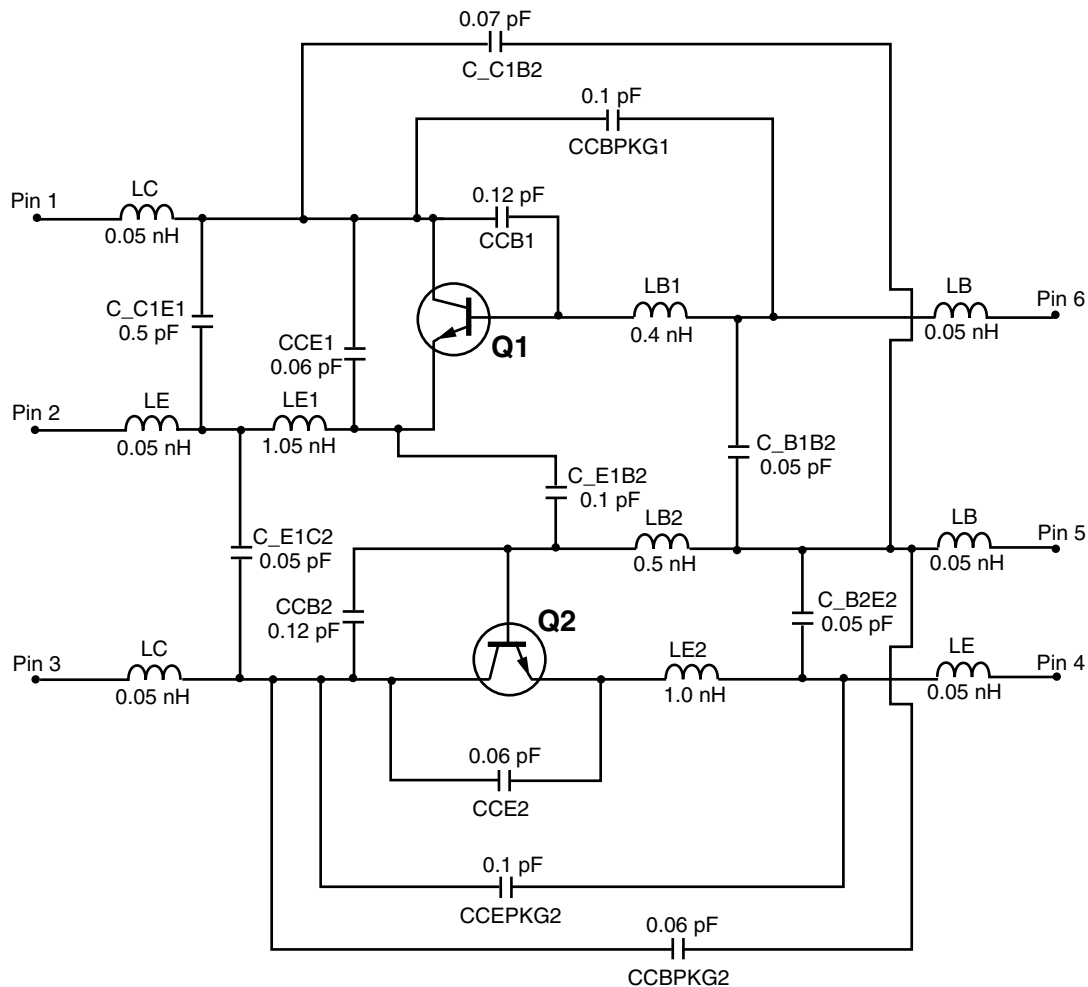 0.07 pF
C_C1B2
0.1 pF
CCBPKG1
Pin 1
LC
0.05 nH
0.12 pF
CCB1
C_C1E1
0.5 pF
CCE1
0.06 pF
Q1
LB1
0.4 nH
LB
0.05 nH
Pin 6
Pin 2
LE
0.05 nH
LE1
1.05 nH
C_B1B2
0.05 pF
C_E1B2
0.1 pF
C_E1C2
0.05 pF
LB2
0.5 nH
LB
0.05 nH
Pin 5
CCB2
0.12 pF
Q2
C_B2E2
0.05 pF
Pin 3
LC
0.05 nH
LE2
1.0 nH
LE
0.05 nH
Pin 4
0.06 pF
CCE2
0.1 pF
CCEPKG2
0.06 pF
CCBPKG2